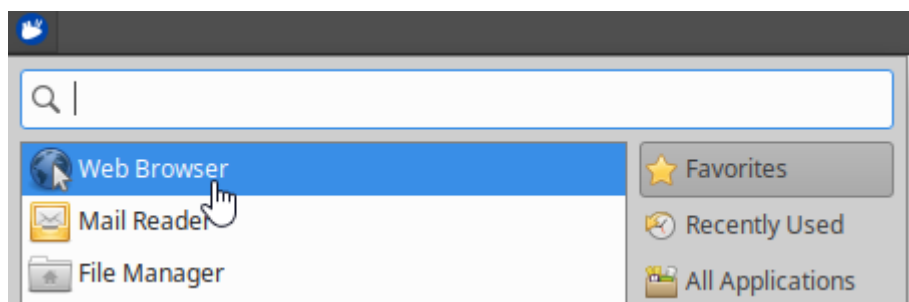 Web Browser
Favorites
Mail Reader
Recently Used
File Manager
All Applications